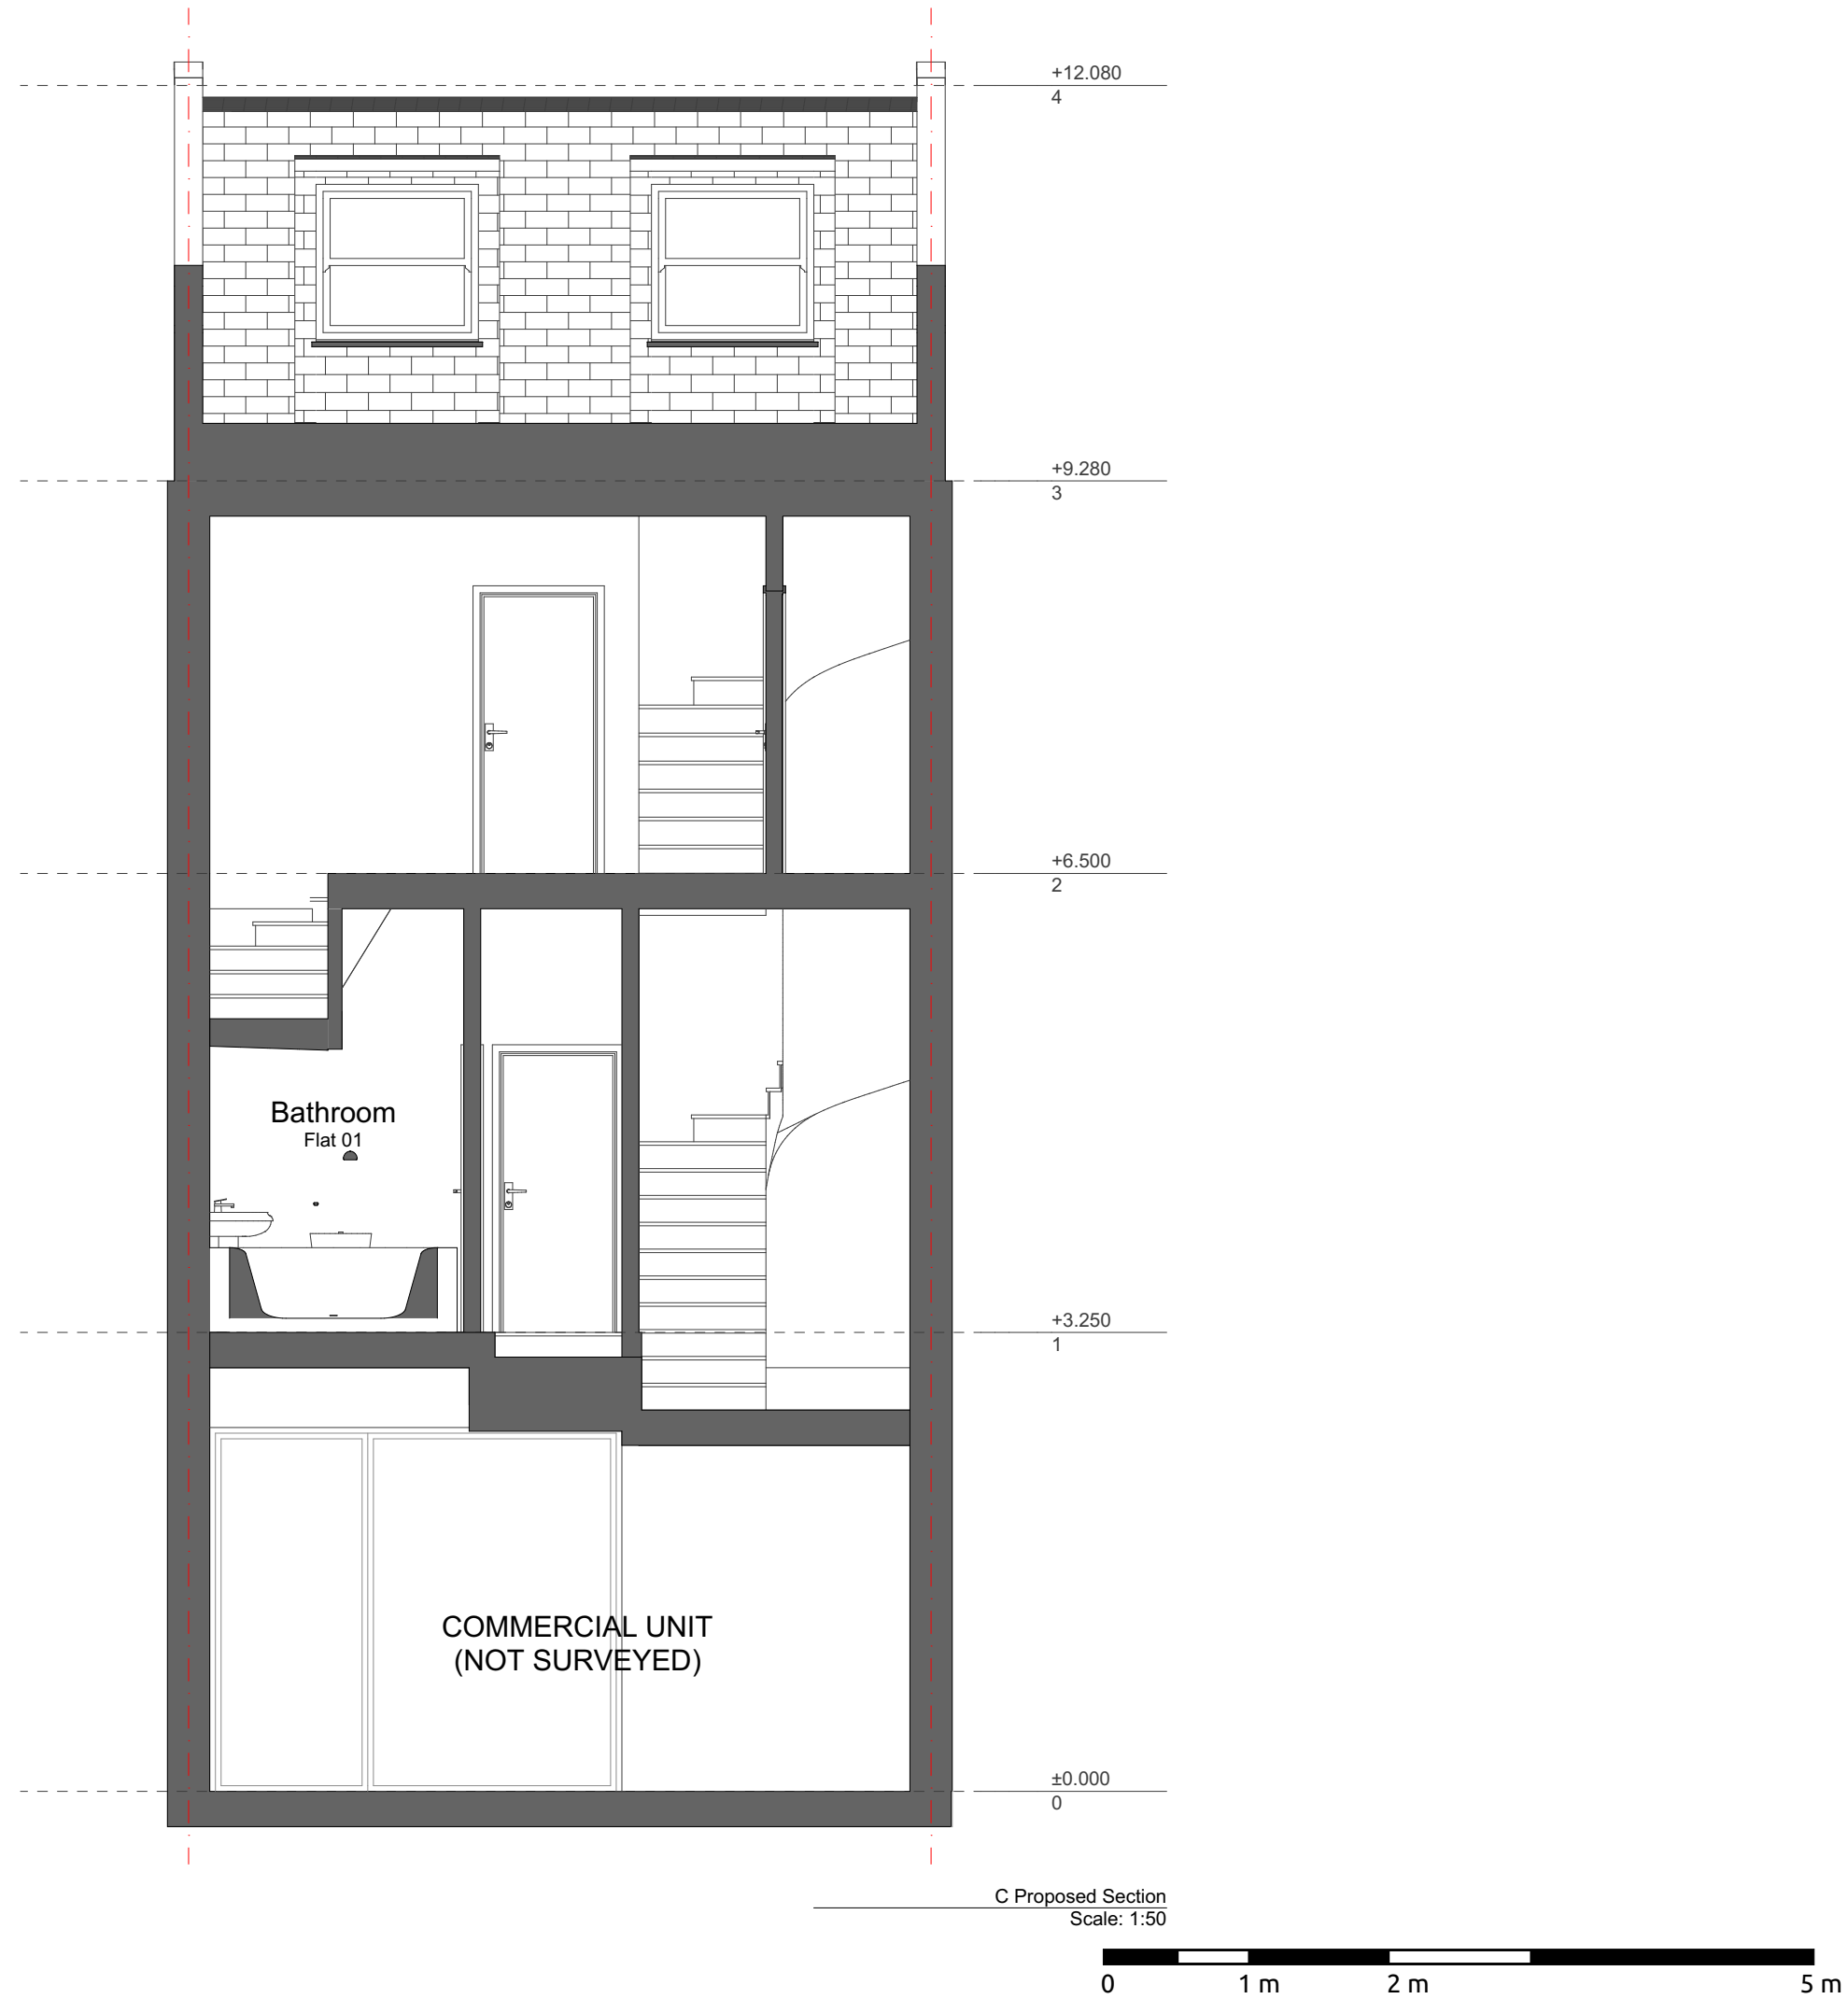 +12.080
4
+9.280
3
+6.500
2
Bathroom
Flat 01
+3.250
1
COMMERCIAL UNIT
(NOT SURVEYED)
±0.000
0
C Proposed Section
Scale: 1:50
0 1 m 2 m 5 m